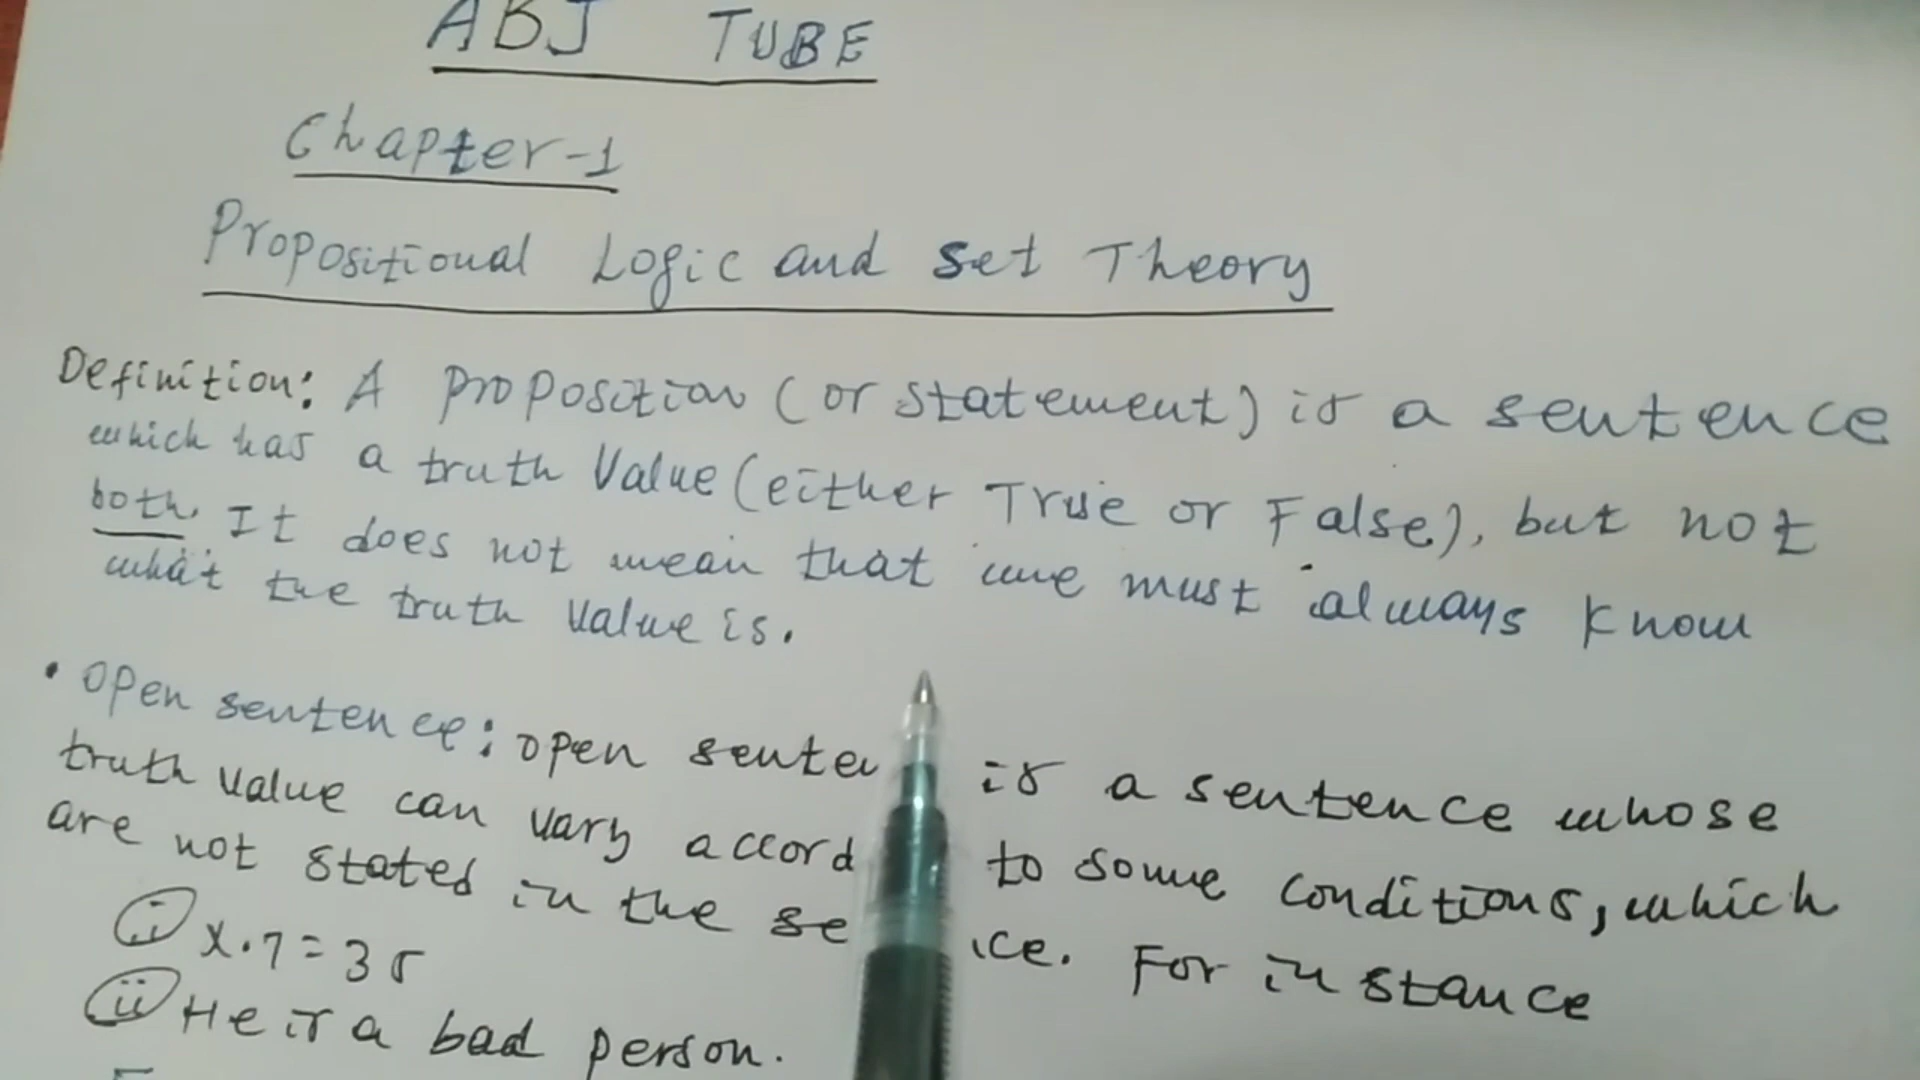 ABJ TUBE
Chapter-1
Propositional Logic and set Theory
Definition: A proposition (or statement) is a sentence
which has a truth Value (either True or False), but not
both. It does not mean that we must always know
what the truth Value is.
• Open sentence: open senten is a sentence whose
truth value can vary accord to some conditions, which
are not stated in the se ce. For instance
i x.7=35
ii He is a bad person.